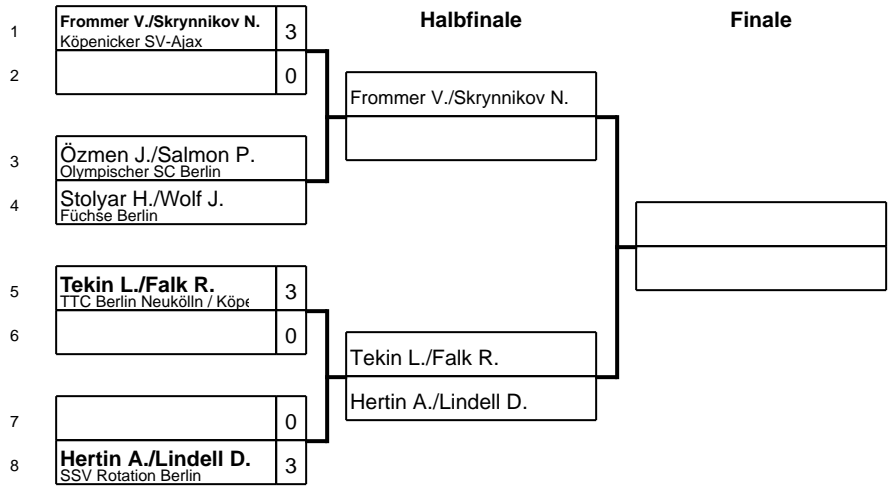 Halbfinale
Finale
1
Frommer V./Skrynnikov N.
3
Köpenicker SV-Ajax
2
0
Frommer V./Skrynnikov N.
3
Özmen J./Salmon P.
Olympischer SC Berlin
4
Stolyar H./Wolf J.
Füchse Berlin
5
Tekin L./Falk R.
3
TTC Berlin Neukölln / Köpe
6
0
Tekin L./Falk R.
Hertin A./Lindell D.
7
0
8
Hertin A./Lindell D.
3
SSV Rotation Berlin